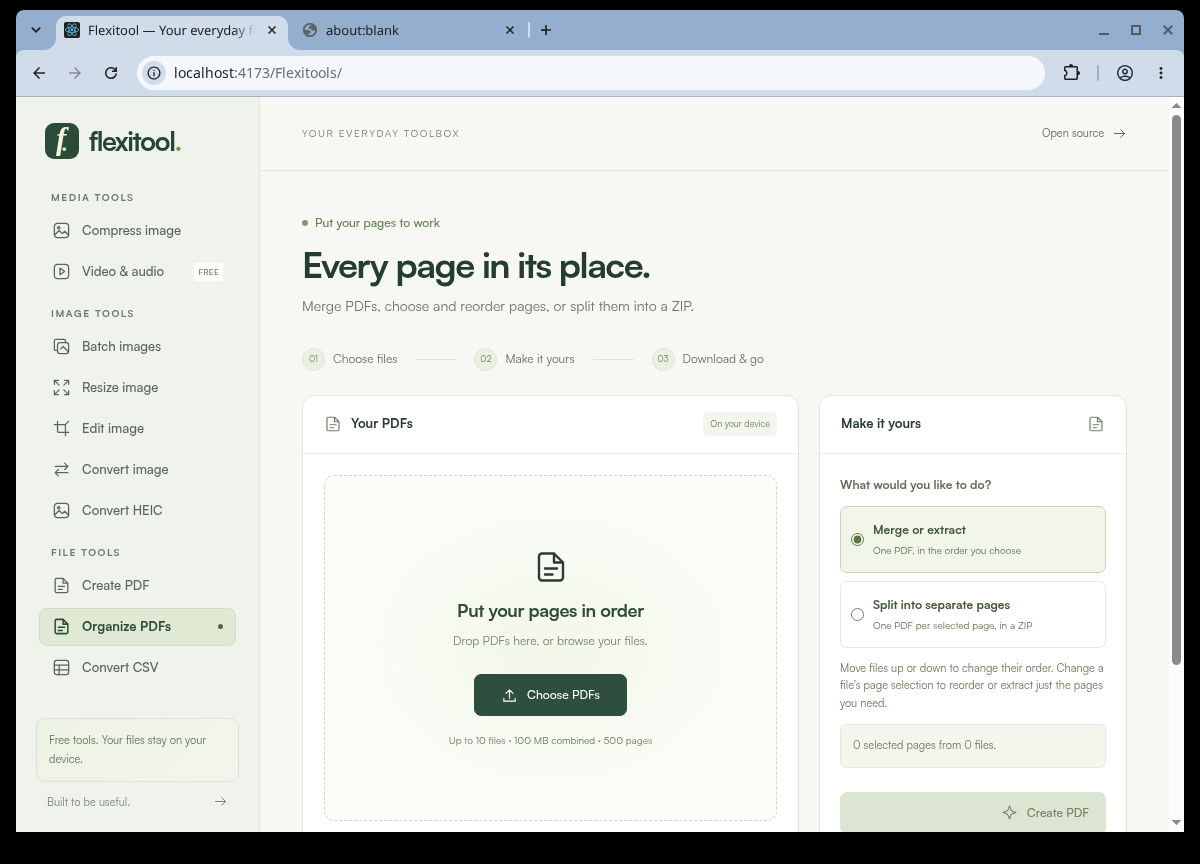 Flexitool — Your everyday
about:blank
localhost:4173/Flexitools/
f.
flexitool.
MEDIA TOOLS
Compress image
Video & audio
FREE
IMAGE TOOLS
Batch images
Resize image
Edit image
Convert image
Convert HEIC
FILE TOOLS
Create PDF
Organize PDFs
Convert CSV
Free tools. Your files stay on your
device.
Built to be useful.
YOUR EVERYDAY TOOLBOX
Open source
Put your pages to work
Every page in its place.
Merge PDFs, choose and reorder pages, or split them into a ZIP.
01 Choose files
02 Make it yours
03 Download & go
Your PDFs
On your device
Put your pages in order
Drop PDFs here, or browse your files.
Choose PDFs
Up to 10 files · 100 MB combined · 500 pages
Make it yours
What would you like to do?
Merge or extract
One PDF, in the order you choose
Split into separate pages
One PDF per selected page, in a ZIP
Move files up or down to change their order. Change a
file's page selection to reorder or extract just the pages
you need.
0 selected pages from 0 files.
Create PDF